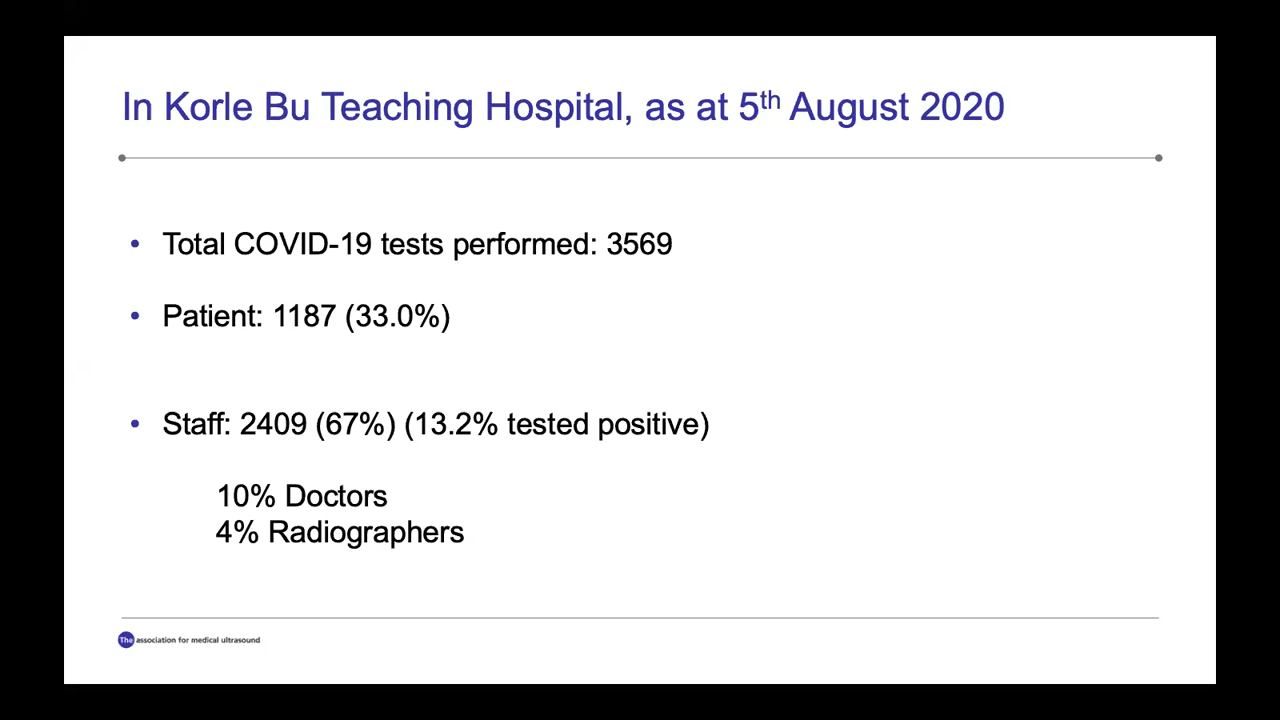 In Korle Bu Teaching Hospital, as at 5th August 2020
• Total COVID-19 tests performed: 3569
• Patient: 1187 (33.0%)
• Staff: 2409 (67%) (13.2% tested positive)
10% Doctors
4% Radiographers
The association for medical ultrasound